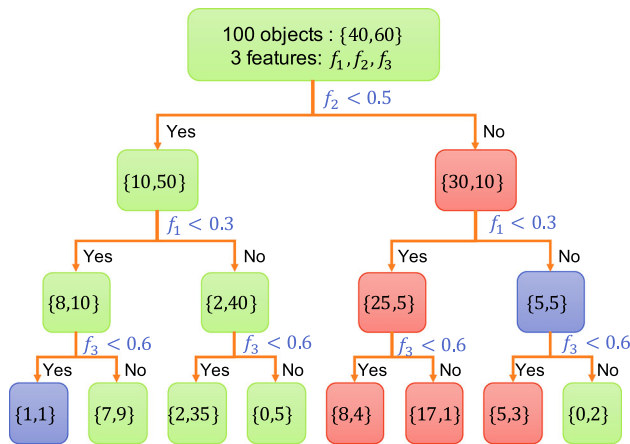 100 objects : {40,60}
3 features: f₁, f₂, f₃
f₂ < 0.5
Yes
No
{10,50}
{30,10}
f₁ < 0.3
f₁ < 0.3
Yes
No
Yes
No
{8,10}
{2,40}
{25,5}
{5,5}
f₃ < 0.6
f₃ < 0.6
f₃ < 0.6
f₃ < 0.6
Yes
No
Yes
No
Yes
No
Yes
No
{1,1}
{7,9}
{2,35}
{0,5}
{8,4}
{17,1}
{5,3}
{0,2}